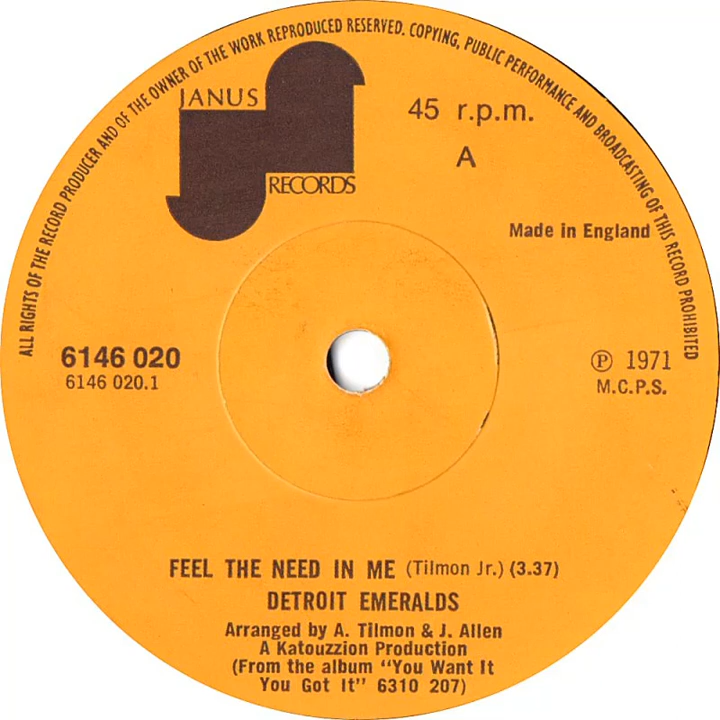 ALL RIGHTS OF THE RECORD PRODUCER AND OF THE OWNER OF THE WORK REPRODUCED RESERVED. COPYING, PUBLIC PERFORMANCE AND BROADCASTING OF THIS RECORD PROHIBITED
JANUS
RECORDS
45 r.p.m.
A
Made in England
6146 020
6146 020.1
Ⓟ 1971
M.C.P.S.
FEEL THE NEED IN ME (Tilmon Jr.) (3.37)
DETROIT EMERALDS
Arranged by A. Tilmon & J. Allen
A Katouzzion Production
(From the album "You Want It
You Got It" 6310 207)